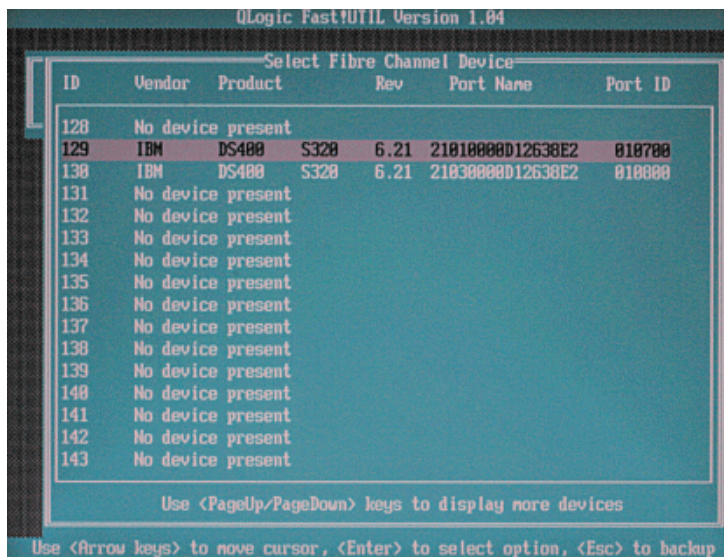 QLogic Fast!UTIL Version 1.04
Select Fibre Channel Device
ID Vendor Product Rev Port Name Port ID
128 No device present
129 IBM DS400 S320 6.21 21010000D12638E2 010700
130 IBM DS400 S320 6.21 21030000D12638E2 010800
131 No device present
132 No device present
133 No device present
134 No device present
135 No device present
136 No device present
137 No device present
138 No device present
139 No device present
140 No device present
141 No device present
142 No device present
143 No device present
Use <PageUp/PageDown> keys to display more devices
Use <Arrow keys> to move cursor, <Enter> to select option, <Esc> to backup